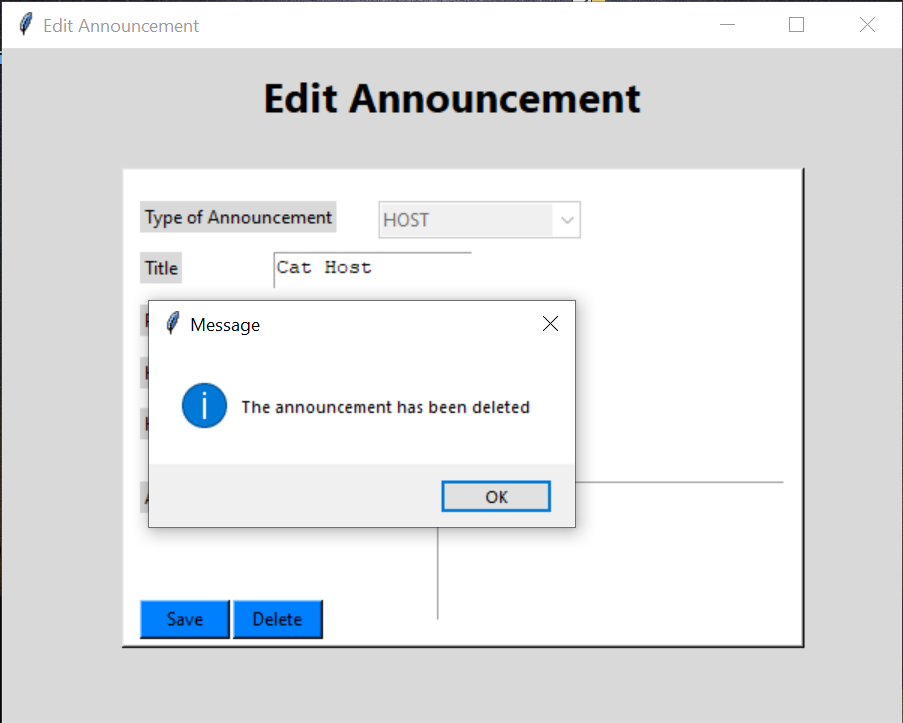 Edit Announcement
Edit Announcement
Type of Announcement
HOST
Title
Cat Host
Message
The announcement has been deleted
OK
Save
Delete